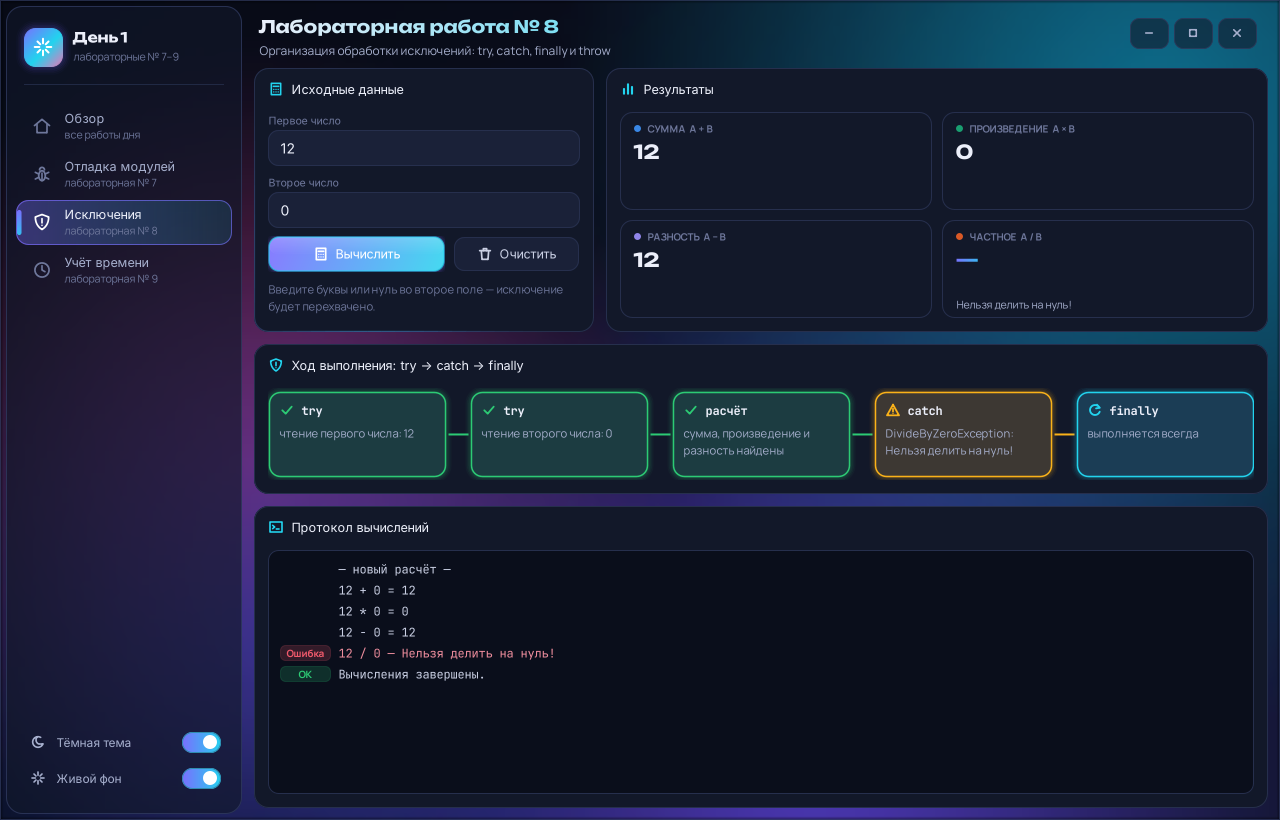 День 1
лабораторные № 7–9
Обзор
все работы дня
Отладка модулей
лабораторная № 7
Исключения
лабораторная № 8
Учёт времени
лабораторная № 9
Тёмная тема
Живой фон
Лабораторная работа № 8
Организация обработки исключений: try, catch, finally и throw
Исходные данные
Первое число
12
Второе число
0
Вычислить
Очистить
Введите буквы или нуль во второе поле — исключение
будет перехвачено.
Результаты
СУММА A + B
12
ПРОИЗВЕДЕНИЕ A × B
0
РАЗНОСТЬ A − B
12
ЧАСТНОЕ A / B
—
Нельзя делить на нуль!
Ход выполнения: try → catch → finally
try
чтение первого числа: 12
try
чтение второго числа: 0
расчёт
сумма, произведение и
разность найдены
catch
DivideByZeroException:
Нельзя делить на нуль!
finally
выполняется всегда
Протокол вычислений
— новый расчёт —
12 + 0 = 12
12 * 0 = 0
12 - 0 = 12
Ошибка 12 / 0 — Нельзя делить на нуль!
ОК Вычисления завершены.